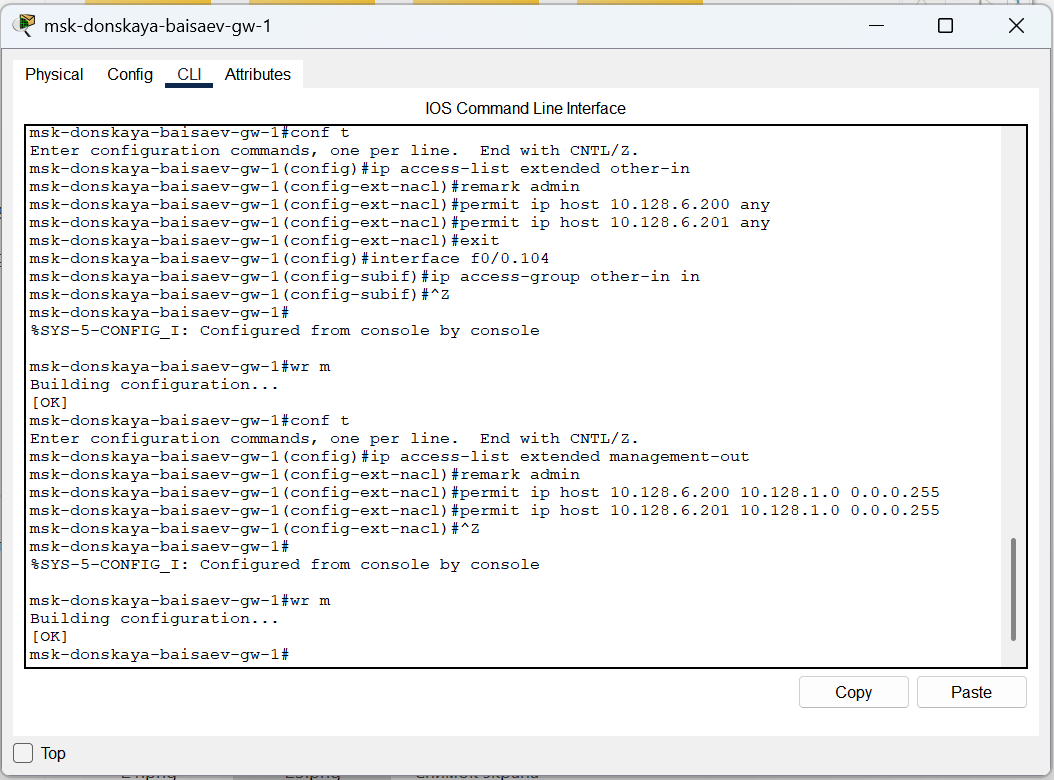 msk-donskaya-baisaev-gw-1
Physical Config CLI Attributes
IOS Command Line Interface
msk-donskaya-baisaev-gw-1#conf t
Enter configuration commands, one per line.  End with CNTL/Z.
msk-donskaya-baisaev-gw-1(config)#ip access-list extended other-in
msk-donskaya-baisaev-gw-1(config-ext-nacl)#remark admin
msk-donskaya-baisaev-gw-1(config-ext-nacl)#permit ip host 10.128.6.200 any
msk-donskaya-baisaev-gw-1(config-ext-nacl)#permit ip host 10.128.6.201 any
msk-donskaya-baisaev-gw-1(config-ext-nacl)#exit
msk-donskaya-baisaev-gw-1(config)#interface f0/0.104
msk-donskaya-baisaev-gw-1(config-subif)#ip access-group other-in in
msk-donskaya-baisaev-gw-1(config-subif)#^Z
msk-donskaya-baisaev-gw-1#
%SYS-5-CONFIG_I: Configured from console by console
msk-donskaya-baisaev-gw-1#wr m
Building configuration...
[OK]
msk-donskaya-baisaev-gw-1#conf t
Enter configuration commands, one per line.  End with CNTL/Z.
msk-donskaya-baisaev-gw-1(config)#ip access-list extended management-out
msk-donskaya-baisaev-gw-1(config-ext-nacl)#remark admin
msk-donskaya-baisaev-gw-1(config-ext-nacl)#permit ip host 10.128.6.200 10.128.1.0 0.0.0.255
msk-donskaya-baisaev-gw-1(config-ext-nacl)#permit ip host 10.128.6.201 10.128.1.0 0.0.0.255
msk-donskaya-baisaev-gw-1(config-ext-nacl)#^Z
msk-donskaya-baisaev-gw-1#
%SYS-5-CONFIG_I: Configured from console by console
msk-donskaya-baisaev-gw-1#wr m
Building configuration...
[OK]
msk-donskaya-baisaev-gw-1#
Copy Paste
Top